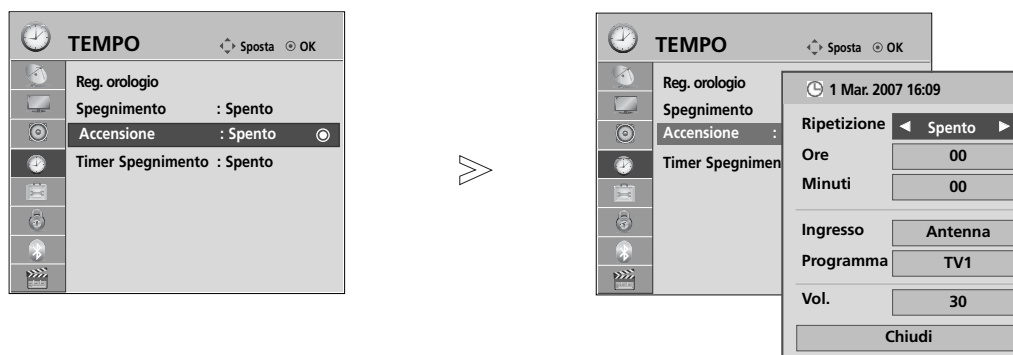 TEMPO Sposta OK
Reg. orologio
Spegnimento : Spento
Accensione : Spento
Timer Spegnimento : Spento
TEMPO Sposta OK
Reg. orologio
Spegnimento
Accensione :
Timer Spegnimen
1 Mar. 2007 16:09
Ripetizione ◀ Spento ▶
Ore 00
Minuti 00
Ingresso Antenna
Programma TV1
Vol. 30
Chiudi